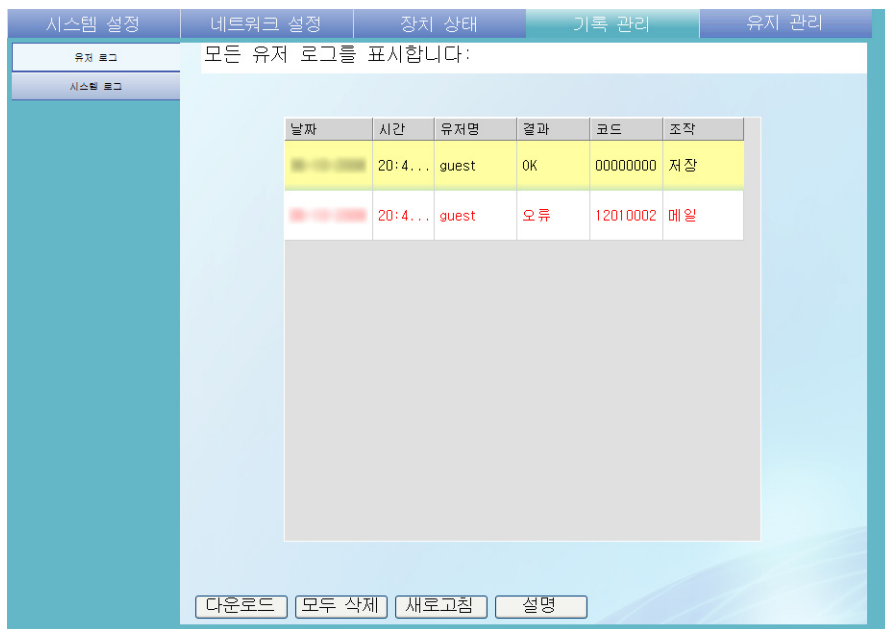 시스템 설정 네트워크 설정 장치 상태 기록 관리 유지 관리
유저 로그
시스템 로그
모든 유저 로그를 표시합니다:
날짜 시간 유저명 결과 코드 조작
20:4... guest OK 00000000 저장
20:4... guest 오류 12010002 메일
다운로드 모두 삭제 새로고침 설명